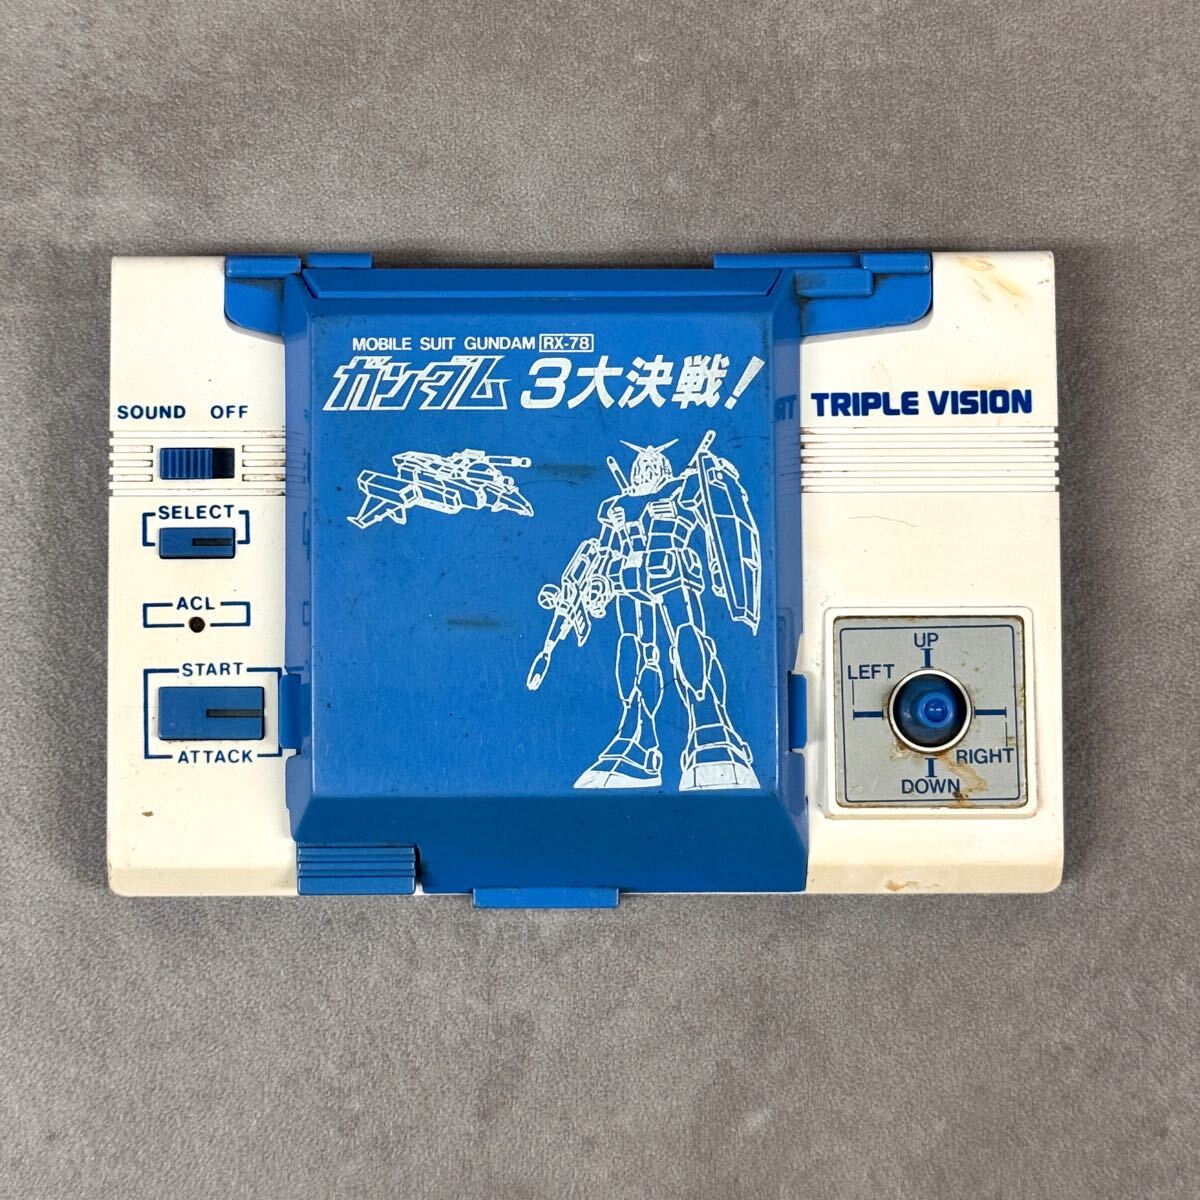 MOBILE SUIT GUNDAM RX-78
ガンダム 3大決戦!
TRIPLE VISION
SOUND OFF
SELECT
ACL
START
ATTACK
UP
LEFT
RIGHT
DOWN